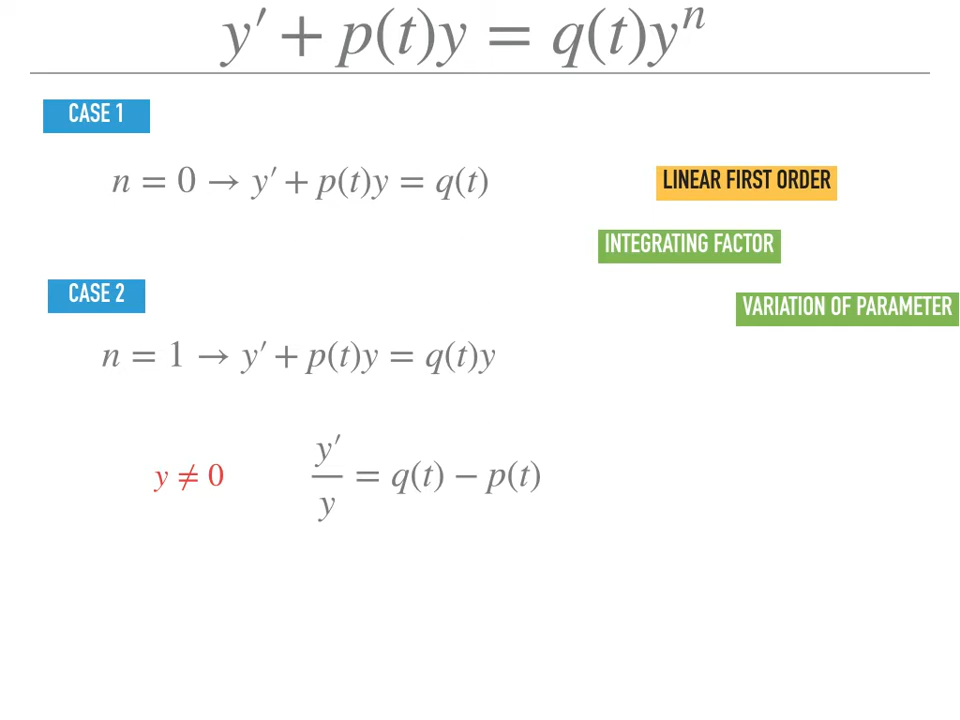 y′ + p(t)y = q(t)yⁿ
CASE 1
n = 0 → y′ + p(t)y = q(t)
LINEAR FIRST ORDER
INTEGRATING FACTOR
CASE 2
VARIATION OF PARAMETER
n = 1 → y′ + p(t)y = q(t)y
y ≠ 0
y′/y = q(t) − p(t)